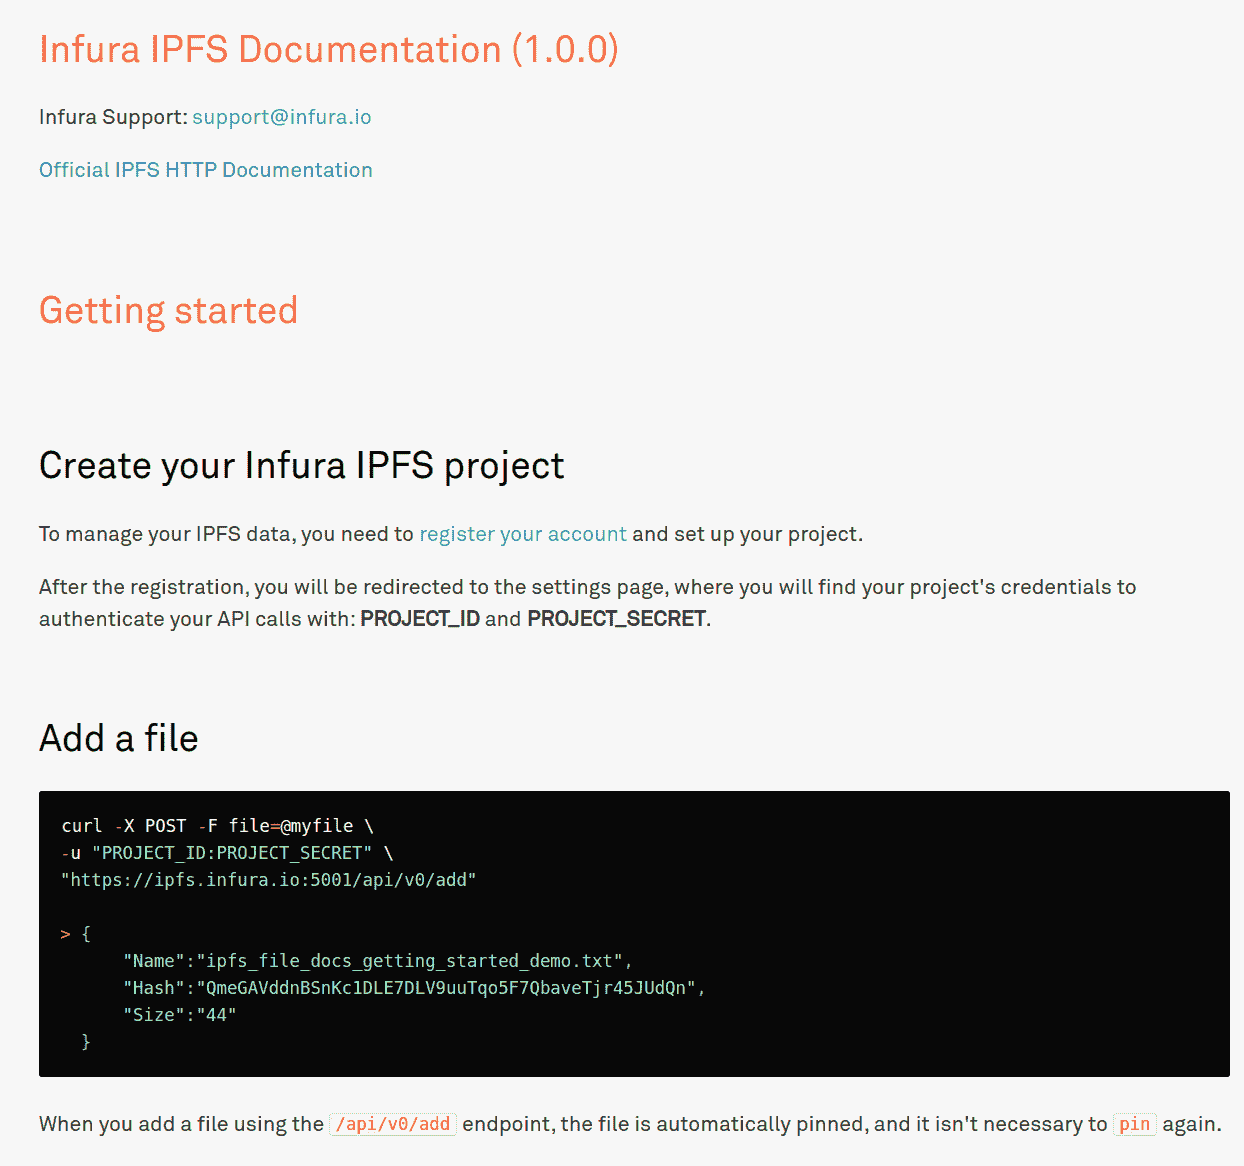 Infura IPFS Documentation (1.0.0)
Infura Support: support@infura.io
Official IPFS HTTP Documentation
Getting started
Create your Infura IPFS project
To manage your IPFS data, you need to register your account and set up your project.
After the registration, you will be redirected to the settings page, where you will find your project's credentials to
authenticate your API calls with: PROJECT_ID and PROJECT_SECRET.
Add a file
curl -X POST -F file=@myfile \
-u "PROJECT_ID:PROJECT_SECRET" \
"https://ipfs.infura.io:5001/api/v0/add"
> {
"Name":"ipfs_file_docs_getting_started_demo.txt",
"Hash":"QmeGAVddnBSnKc1DLE7DLV9uuTqo5F7QbaveTjr45JUdQn",
"Size":"44"
}
When you add a file using the /api/v0/add endpoint, the file is automatically pinned, and it isn't necessary to pin again.